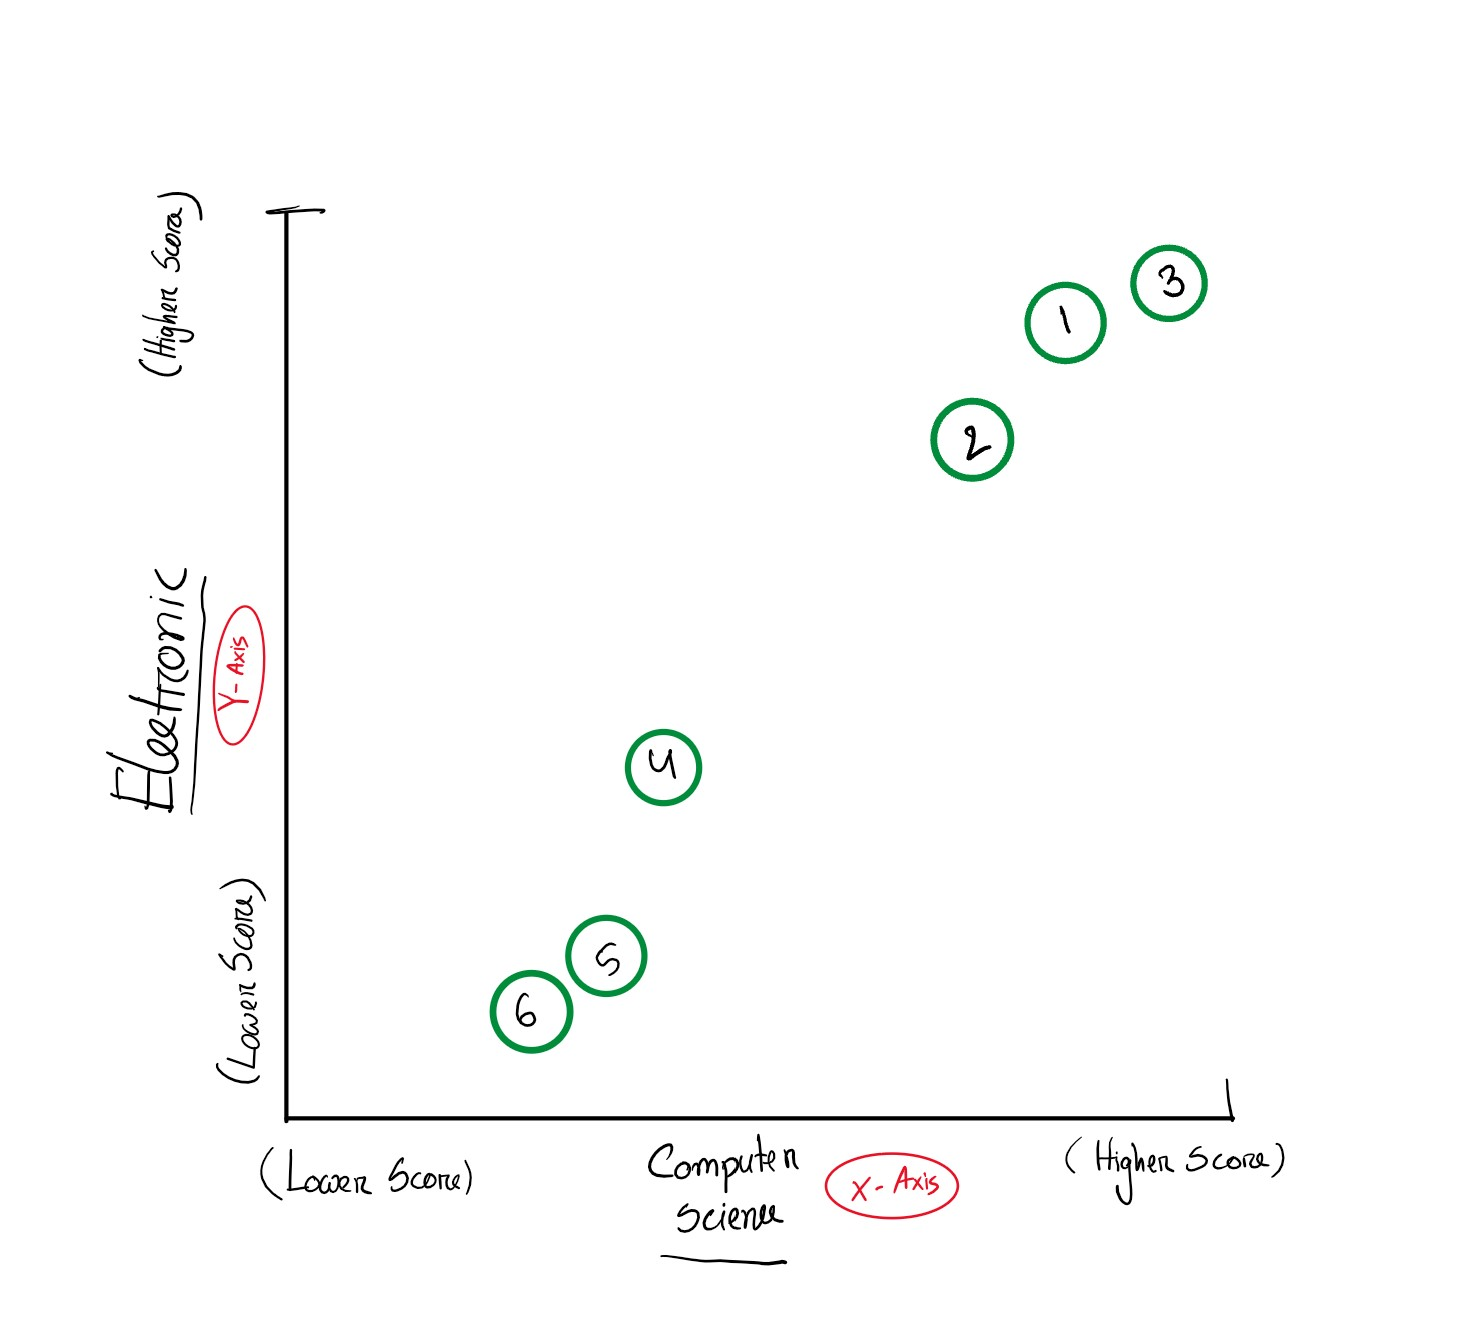 (Higher Score)
3
1
2
Electronic
Y-Axis
4
(Lower Score)
5
6
(Lower Score)
Computer
Science
X-Axis
(Higher Score)